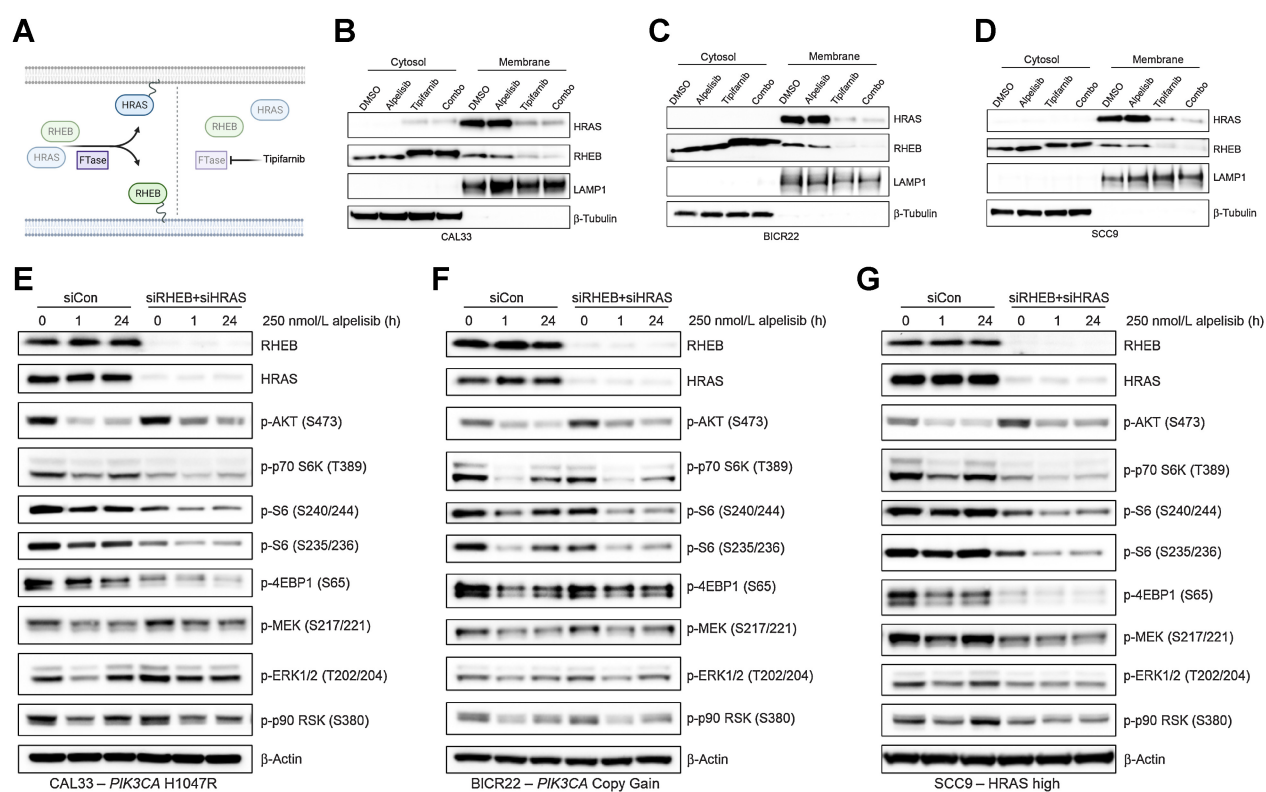 A
HRAS
RHEB
HRAS
FTase
RHEB
HRAS
RHEB
FTase
Tipifarnib
B
Cytosol Membrane
DMSO Alpelisib Tipifarnib Combo DMSO Alpelisib Tipifarnib Combo
HRAS
RHEB
LAMP1
β-Tubulin
CAL33
C
Cytosol Membrane
DMSO Alpelisib Tipifarnib Combo DMSO Alpelisib Tipifarnib Combo
HRAS
RHEB
LAMP1
β-Tubulin
BICR22
D
Cytosol Membrane
DMSO Alpelisib Tipifarnib Combo DMSO Alpelisib Tipifarnib Combo
HRAS
RHEB
LAMP1
β-Tubulin
SCC9
E
siCon siRHEB+siHRAS
0 1 24 0 1 24 250 nmol/L alpelisib (h)
RHEB
HRAS
p-AKT (S473)
p-p70 S6K (T389)
p-S6 (S240/244)
p-S6 (S235/236)
p-4EBP1 (S65)
p-MEK (S217/221)
p-ERK1/2 (T202/204)
p-p90 RSK (S380)
β-Actin
CAL33 – PIK3CA H1047R
F
siCon siRHEB+siHRAS
0 1 24 0 1 24 250 nmol/L alpelisib (h)
RHEB
HRAS
p-AKT (S473)
p-p70 S6K (T389)
p-S6 (S240/244)
p-S6 (S235/236)
p-4EBP1 (S65)
p-MEK (S217/221)
p-ERK1/2 (T202/204)
p-p90 RSK (S380)
β-Actin
BICR22 – PIK3CA Copy Gain
G
siCon siRHEB+siHRAS
0 1 24 0 1 24 250 nmol/L alpelisib (h)
RHEB
HRAS
p-AKT (S473)
p-p70 S6K (T389)
p-S6 (S240/244)
p-S6 (S235/236)
p-4EBP1 (S65)
p-MEK (S217/221)
p-ERK1/2 (T202/204)
p-p90 RSK (S380)
β-Actin
SCC9 – HRAS high